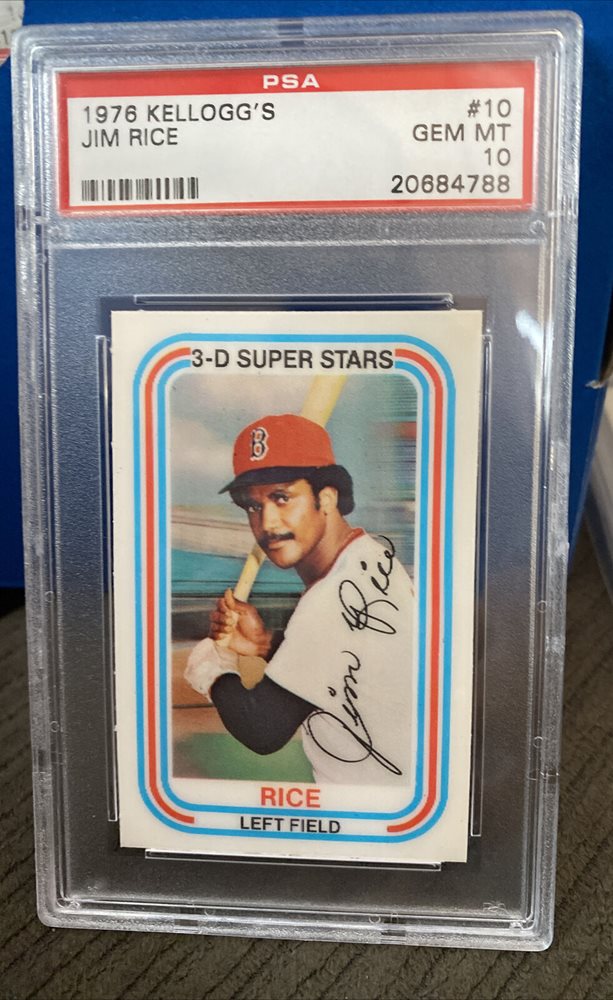 PSA
1976 KELLOGG'S #10
JIM RICE GEM MT
10
20684788
3-D SUPER STARS
B
Jim Rice
RICE
LEFT FIELD